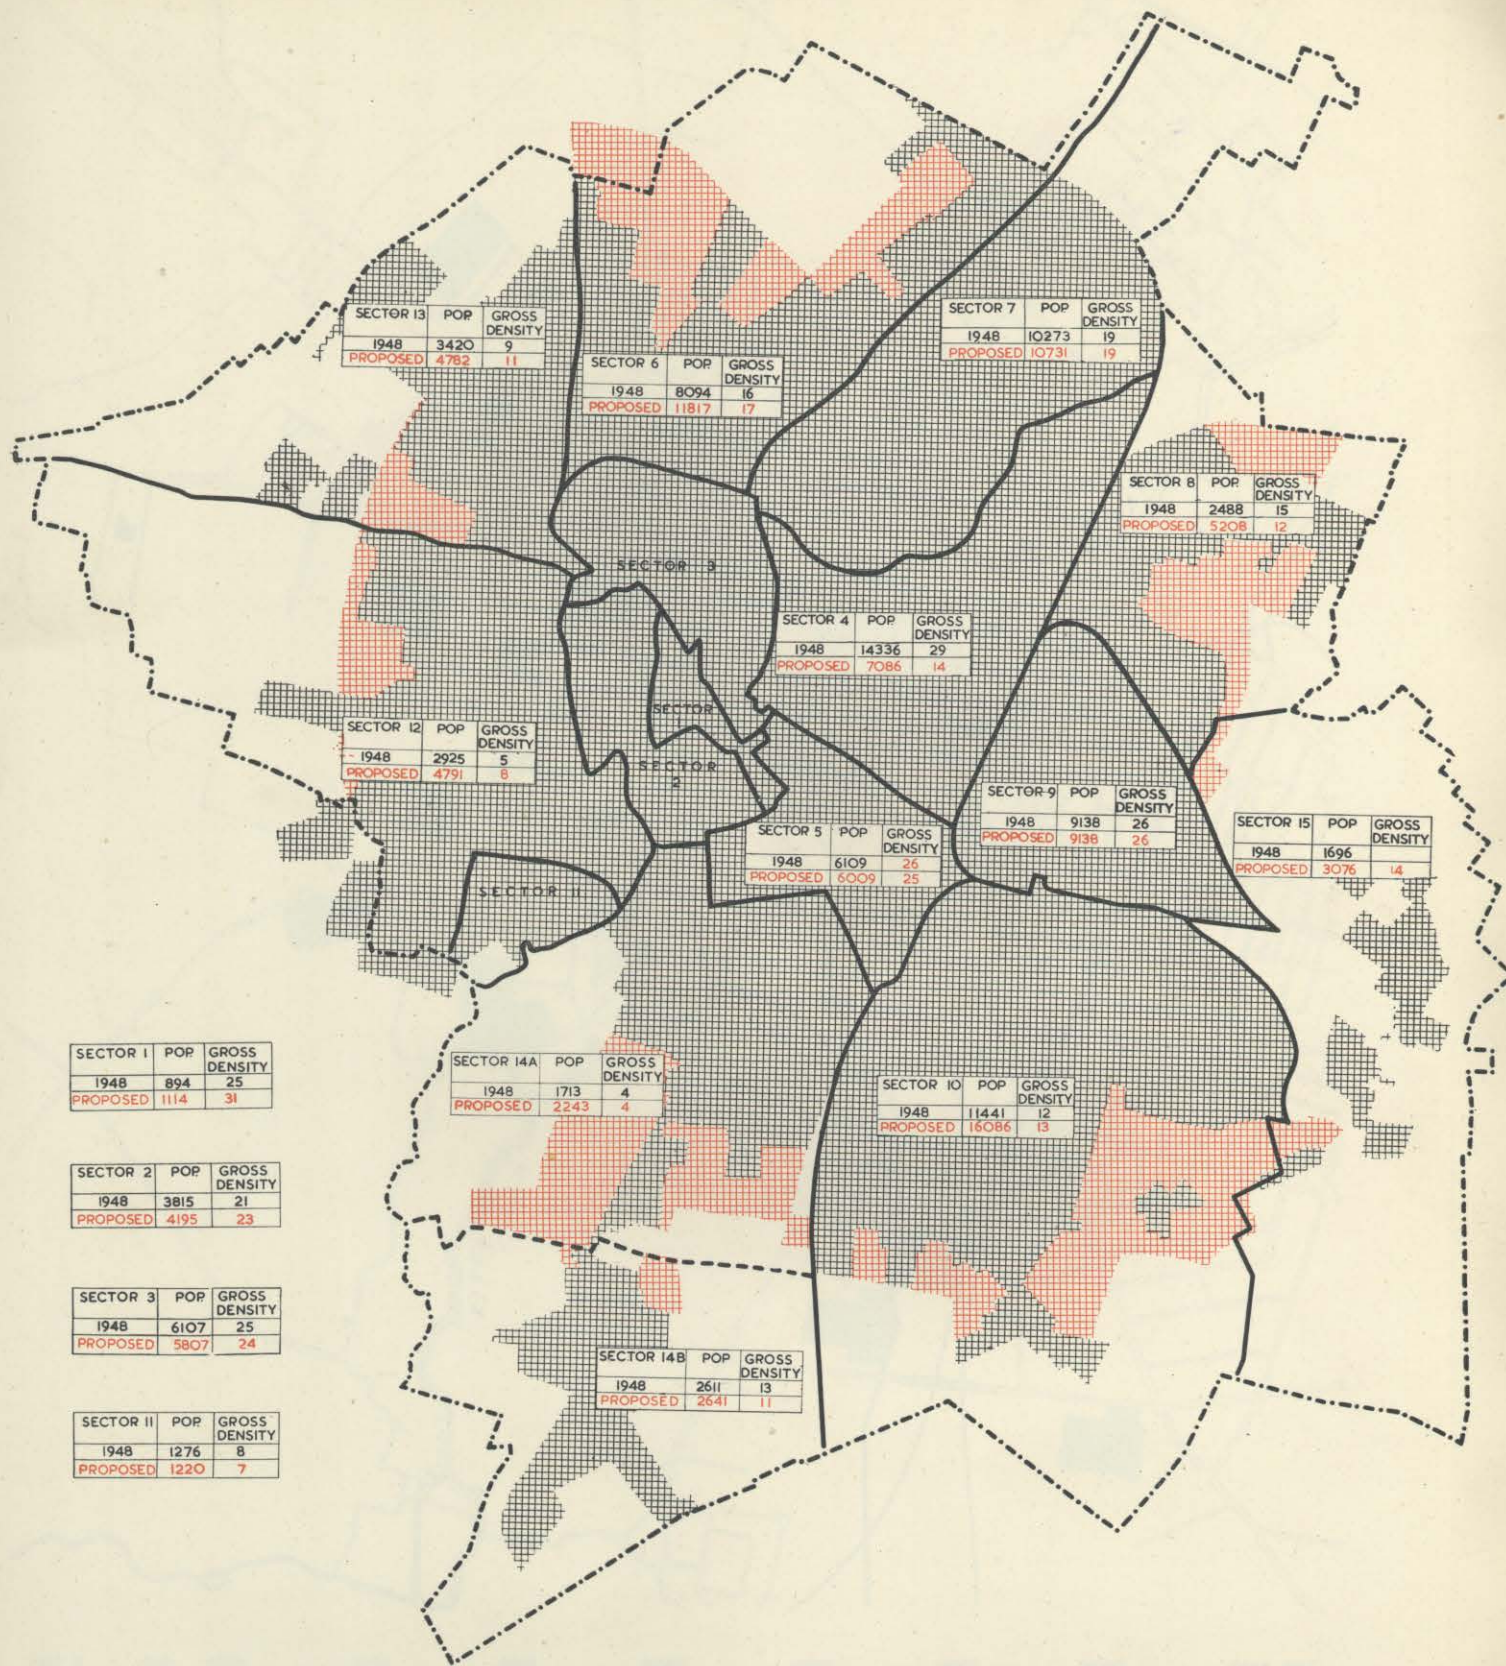 SECTOR 13 POP. GROSS DENSITY
1948 3420 9
PROPOSED 4782 11
SECTOR 6 POP. GROSS DENSITY
1948 8094 16
PROPOSED 11817 17
SECTOR 7 POP GROSS DENSITY
1948 10273 19
PROPOSED 10731 19
SECTOR 8 POP. GROSS DENSITY
1948 2488 15
PROPOSED 5208 12
SECTOR 3
SECTOR 4 POP. GROSS DENSITY
1948 14336 29
PROPOSED 7086 14
SECTOR 1
SECTOR 12 POP GROSS DENSITY
1948 2925 5
PROPOSED 4791 8
SECTOR
2
SECTOR 9 POP GROSS DENSITY
1948 9138 26
PROPOSED 9138 26
SECTOR 5 POP GROSS DENSITY
1948 6109 26
PROPOSED 6009 25
SECTOR 15 POP GROSS DENSITY
1948 1696
PROPOSED 3076 14
SECTOR 11
SECTOR 1 POP. GROSS DENSITY
1948 894 25
PROPOSED 1114 31
SECTOR 14A POP GROSS DENSITY
1948 1713 4
PROPOSED 2243 4
SECTOR 10 POP GROSS DENSITY
1948 11441 12
PROPOSED 16086 13
SECTOR 2 POP. GROSS DENSITY
1948 3815 21
PROPOSED 4195 23
SECTOR 3 POP. GROSS DENSITY
1948 6107 25
PROPOSED 5807 24
SECTOR 14B POP GROSS DENSITY
1948 2611 13
PROPOSED 2641 11
SECTOR 11 POP. GROSS DENSITY
1948 1276 8
PROPOSED 1220 7